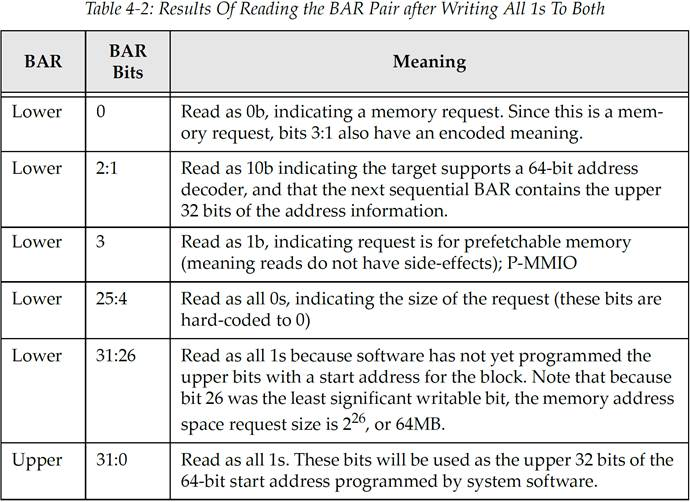 Table 4-2: Results Of Reading the BAR Pair after Writing All 1s To Both
BAR
BAR
Bits
Meaning
Lower
0
Read as 0b, indicating a memory request. Since this is a mem-
ory request, bits 3:1 also have an encoded meaning.
Lower
2:1
Read as 10b indicating the target supports a 64-bit address
decoder, and that the next sequential BAR contains the upper
32 bits of the address information.
Lower
3
Read as 1b, indicating request is for prefetchable memory
(meaning reads do not have side-effects); P-MMIO
Lower
25:4
Read as all 0s, indicating the size of the request (these bits are
hard-coded to 0)
Lower
31:26
Read as all 1s because software has not yet programmed the
upper bits with a start address for the block. Note that because
bit 26 was the least significant writable bit, the memory address
space request size is 2²⁶, or 64MB.
Upper
31:0
Read as all 1s. These bits will be used as the upper 32 bits of the
64-bit start address programmed by system software.